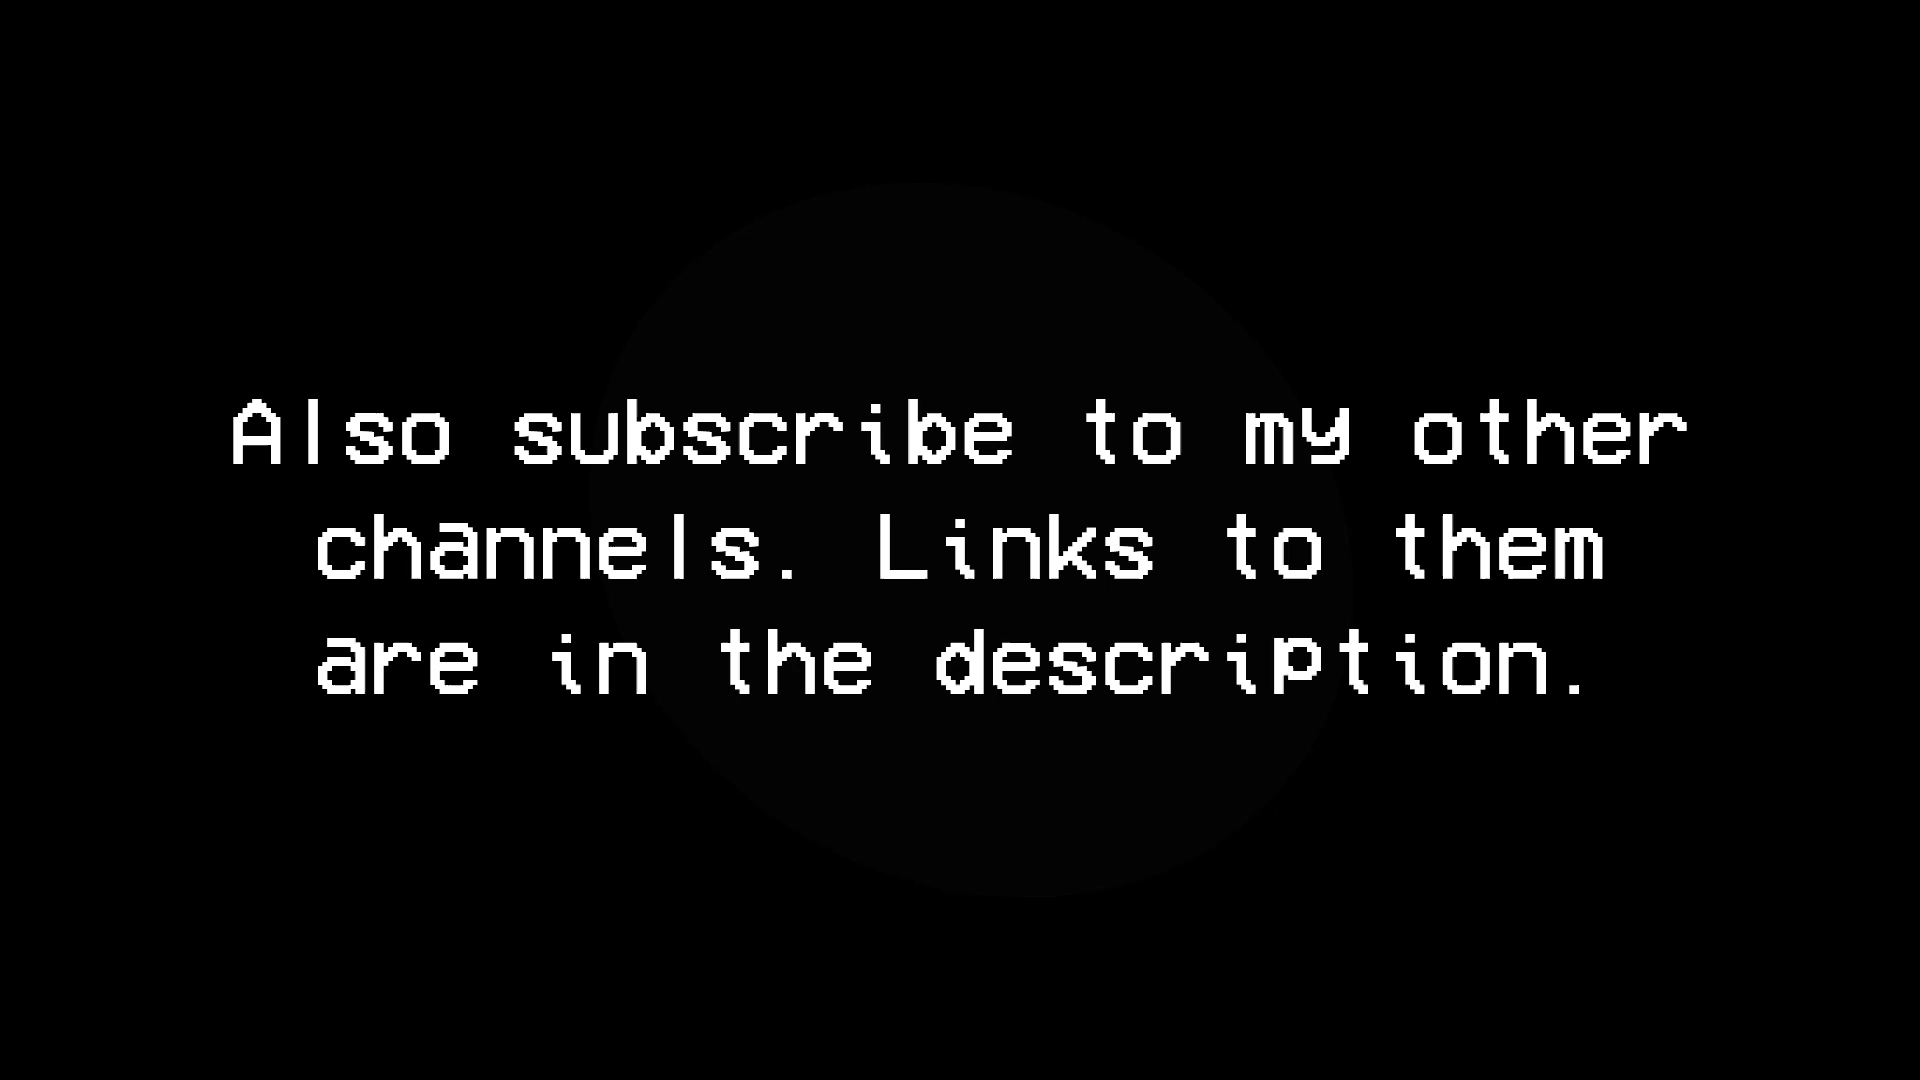 Also subscribe to my other
channels. Links to them
are in the description.